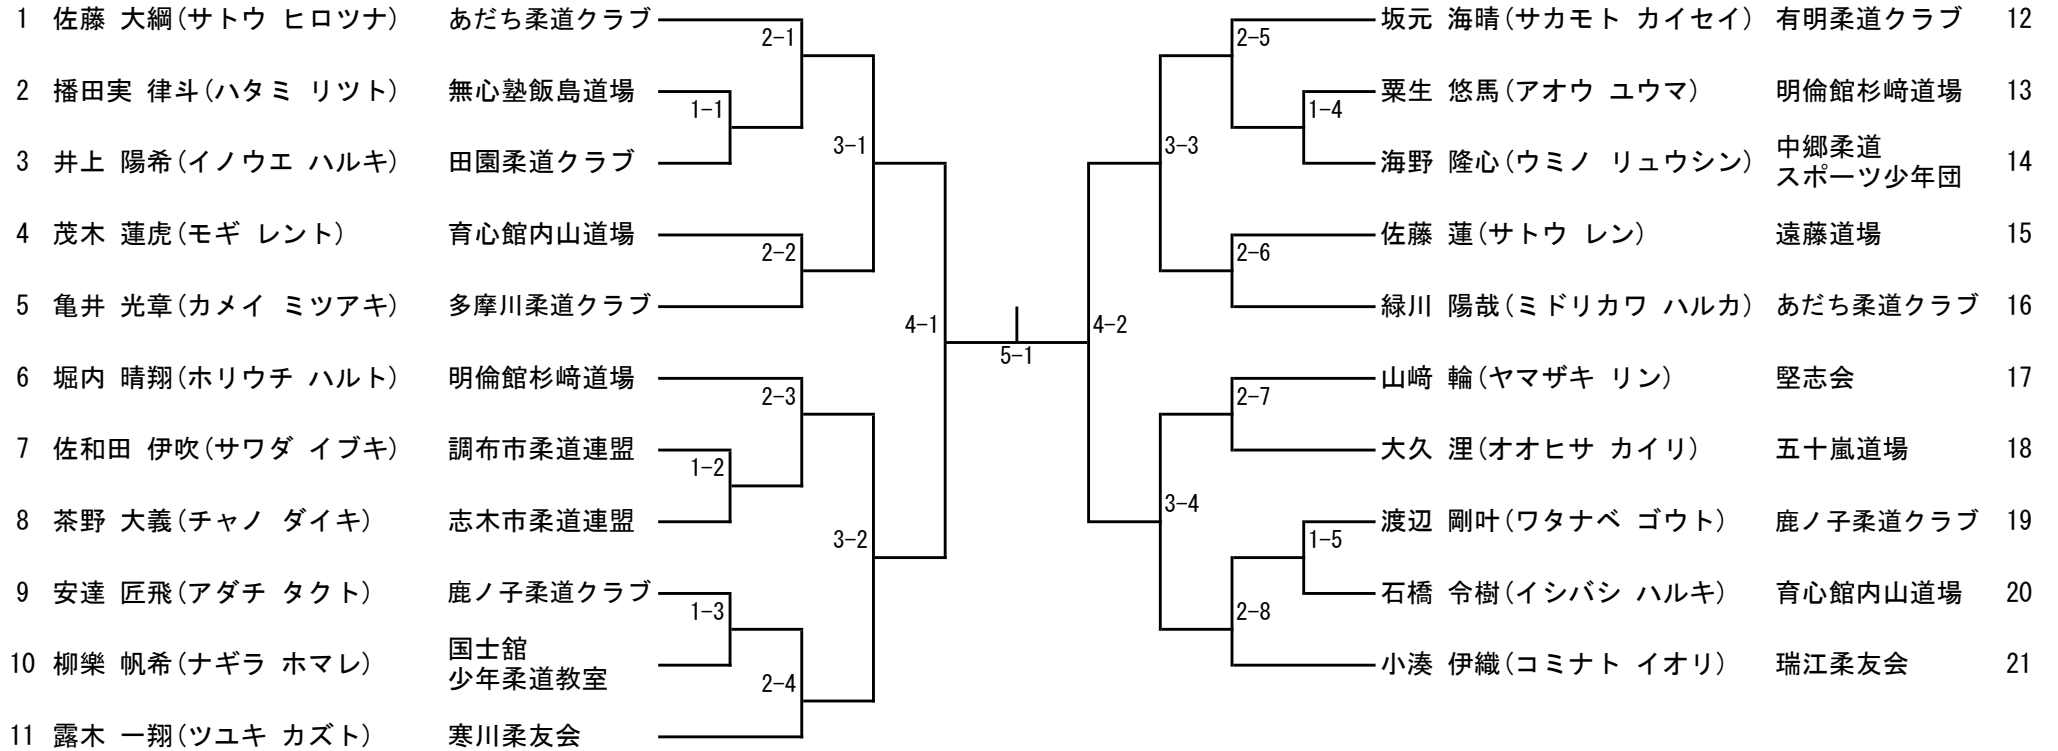 1 佐藤 大綱(サトウ ヒロツナ) あだち柔道クラブ
2-1
2 播田実 律斗(ハタミ リツト) 無心塾飯島道場
1-1
3 井上 陽希(イノウエ ハルキ) 田園柔道クラブ
3-1
4 茂木 蓮虎(モギ レント) 育心館内山道場
2-2
5 亀井 光章(カメイ ミツアキ) 多摩川柔道クラブ
4-1
6 堀内 晴翔(ホリウチ ハルト) 明倫館杉﨑道場
2-3
7 佐和田 伊吹(サワダ イブキ) 調布市柔道連盟
1-2
8 茶野 大義(チャノ ダイキ) 志木市柔道連盟
3-2
9 安達 匠飛(アダチ タクト) 鹿ノ子柔道クラブ
1-3
10 柳樂 帆希(ナギラ ホマレ) 国士舘
少年柔道教室
2-4
11 露木 一翔(ツユキ カズト) 寒川柔友会
5-1
坂元 海晴(サカモト カイセイ) 有明柔道クラブ 12
2-5
粟生 悠馬(アオウ ユウマ) 明倫館杉﨑道場 13
1-4
3-3
海野 隆心(ウミノ リュウシン) 中郷柔道
スポーツ少年団 14
佐藤 蓮(サトウ レン) 遠藤道場 15
2-6
緑川 陽哉(ミドリカワ ハルカ) あだち柔道クラブ 16
4-2
山﨑 輪(ヤマザキ リン) 堅志会 17
2-7
大久 浬(オオヒサ カイリ) 五十嵐道場 18
3-4
渡辺 剛叶(ワタナベ ゴウト) 鹿ノ子柔道クラブ 19
1-5
石橋 令樹(イシバシ ハルキ) 育心館内山道場 20
2-8
小湊 伊織(コミナト イオリ) 瑞江柔友会 21